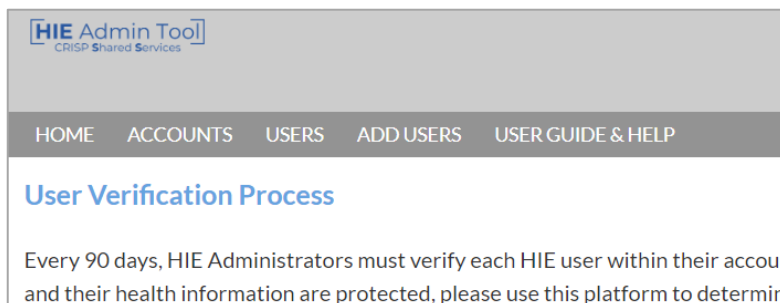 HIE Admin Tool
CRISP Shared Services
HOME ACCOUNTS USERS ADD USERS USER GUIDE & HELP
User Verification Process
Every 90 days, HIE Administrators must verify each HIE user within their accou
and their health information are protected, please use this platform to determin